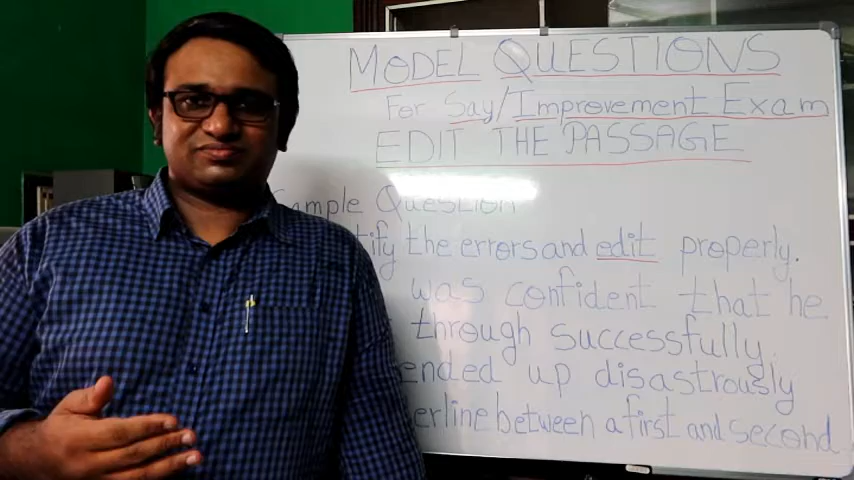 MODEL QUESTIONS
For Say/Improvement Exam
EDIT THE PASSAGE
Sample Question
the errors and edit properly.
was confident that he
through successfully
ended up disastrously
between a first and second